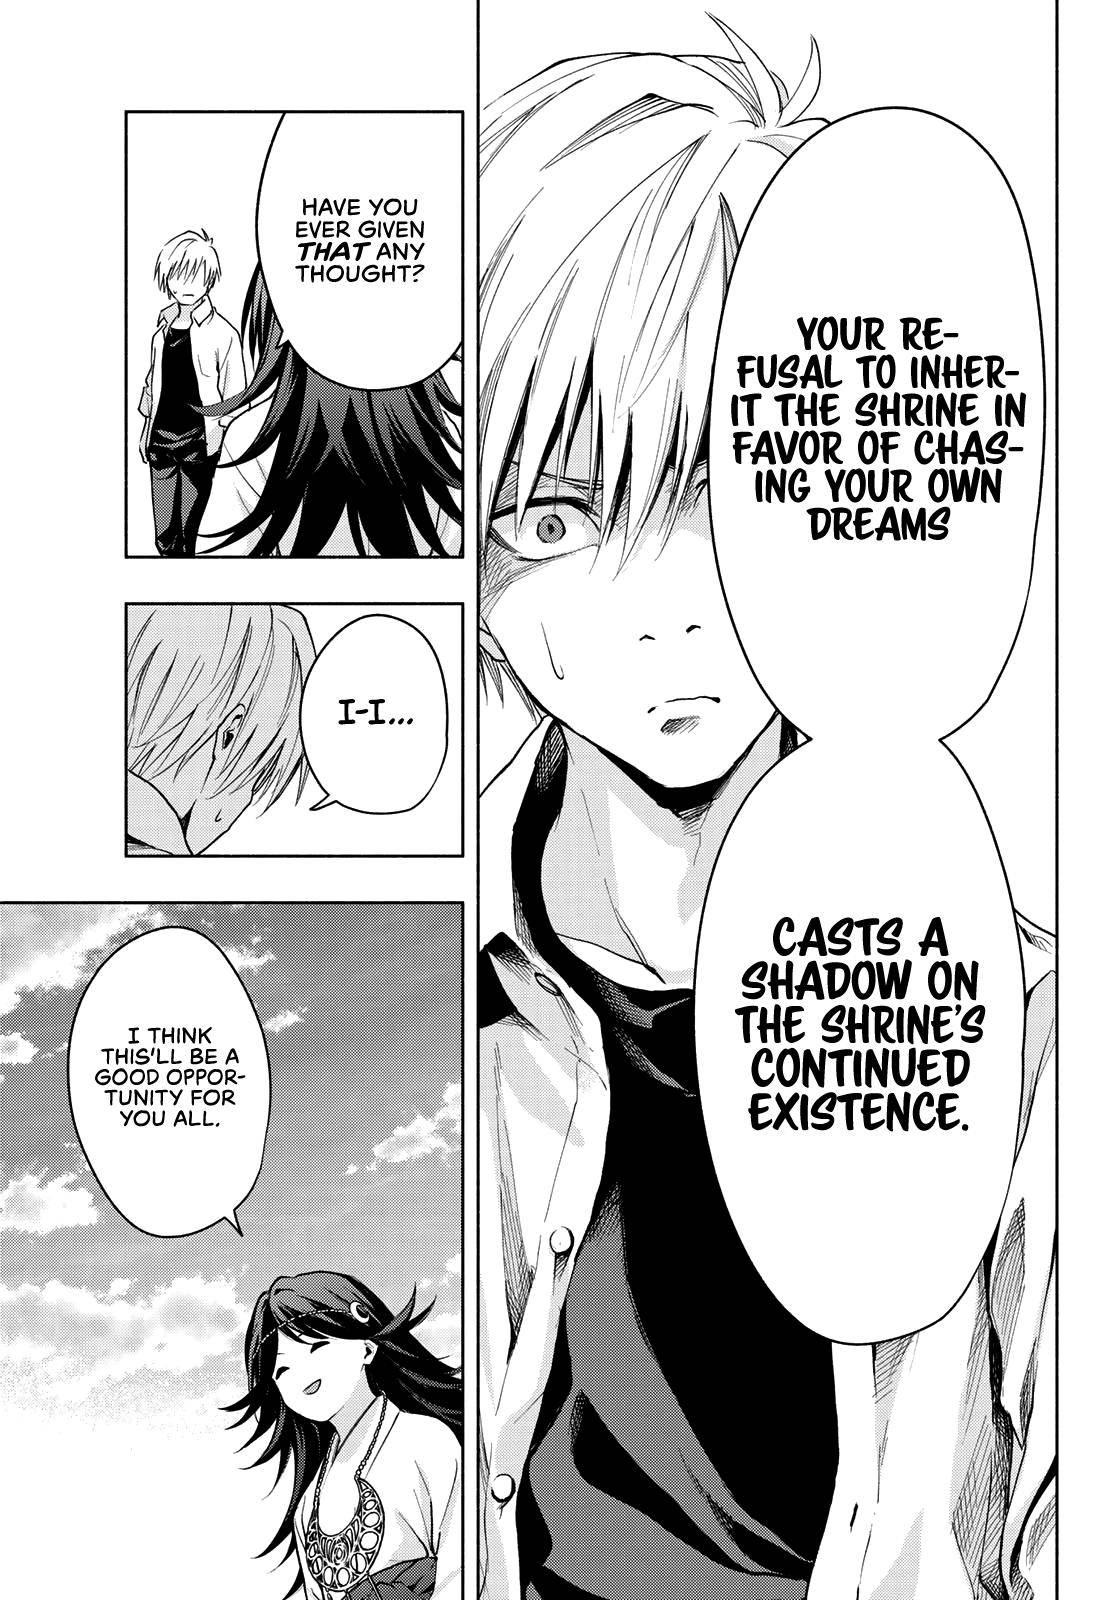 YOUR RE-
FUSAL TO INHER-
IT THE SHRINE IN
FAVOR OF CHAS-
ING YOUR OWN
DREAMS
CASTS A
SHADOW ON
THE SHRINE'S
CONTINUED
EXISTENCE.
HAVE YOU
EVER GIVEN
THAT ANY
THOUGHT?
I-I...
I THINK
THIS'LL BE A
GOOD OPPOR-
TUNITY FOR
YOU ALL.